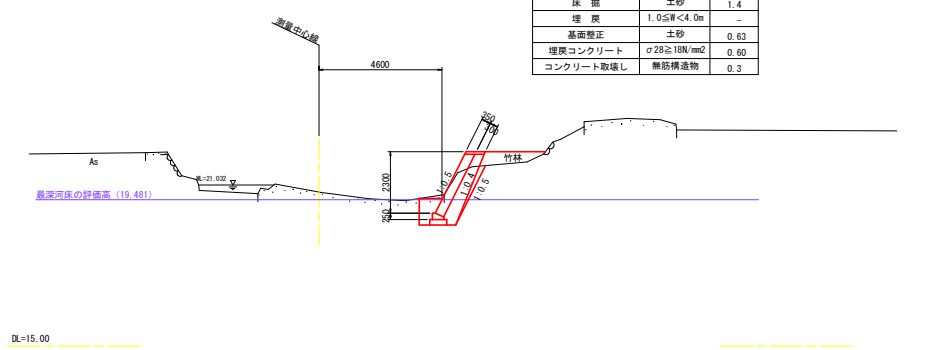 床 掘 土砂 1.4
埋 戻 1.0≦W<4.0m -
基面整正 土砂 0.63
埋戻コンクリート σ28≧18N/mm2 0.60
コンクリート取壊し 無筋構造物 0.3
測量中心線
4600
350
300
竹林
As
WL=21.032
2300
1:0.5
1:0.4
1:0.5
最深河床の評価高 (19.481)
250
DL=15.00